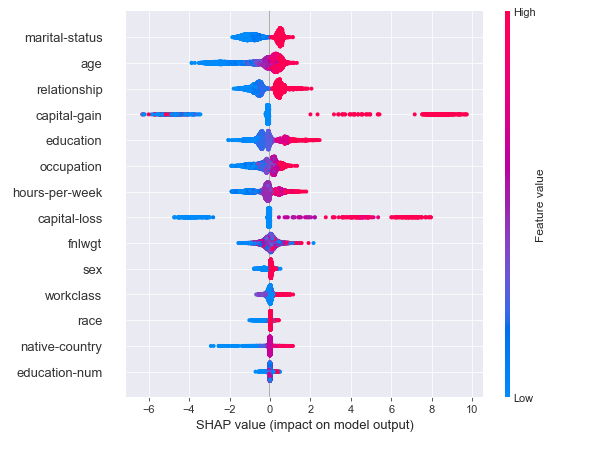 High
marital-status
age
relationship
capital-gain
education
occupation
hours-per-week
capital-loss
fnlwgt
sex
workclass
race
native-country
education-num
Feature value
Low
−6 −4 −2 0 2 4 6 8 10
SHAP value (impact on model output)